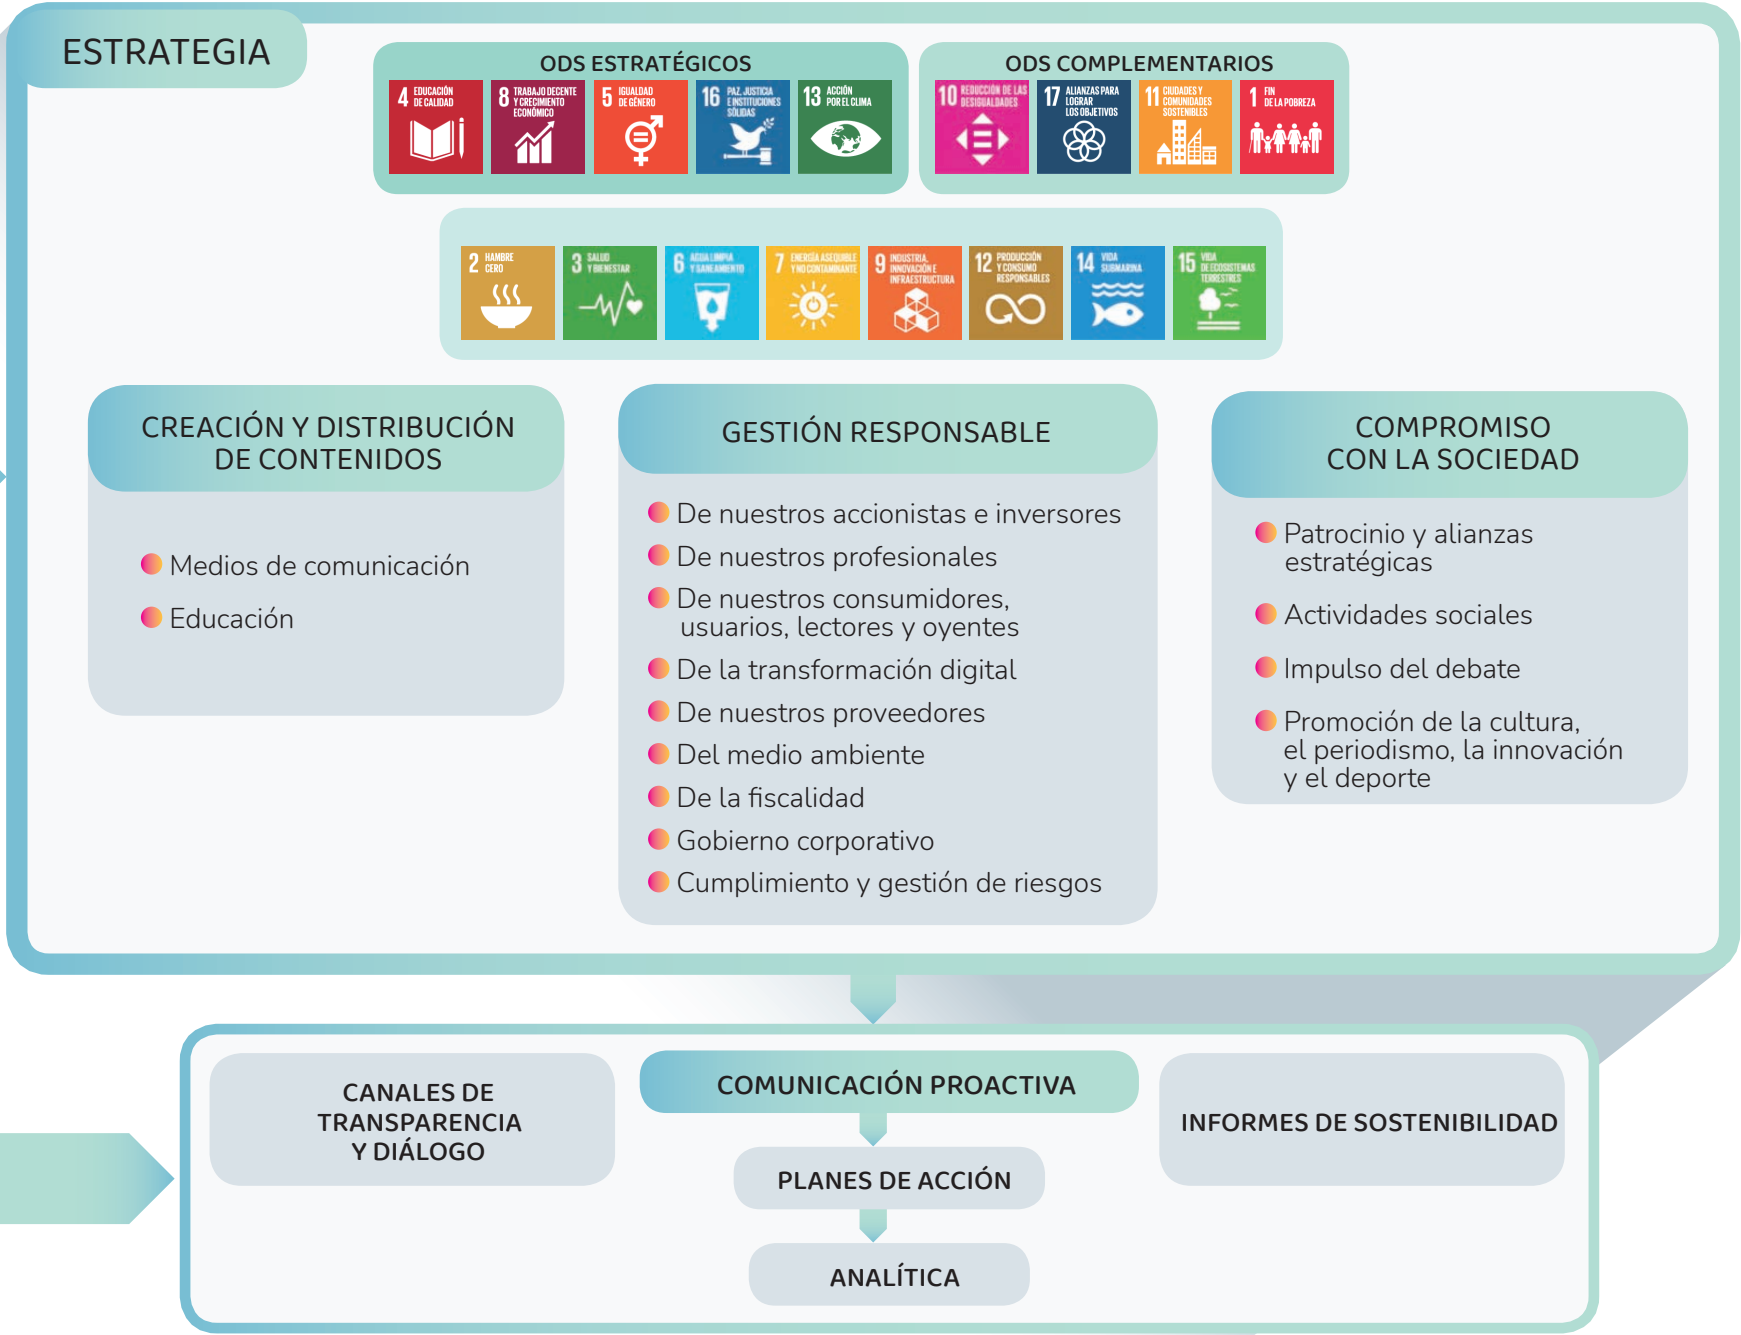 ESTRATEGIA
ODS ESTRATÉGICOS
4 EDUCACIÓN
DE CALIDAD
8 TRABAJO DECENTE
Y CRECIMIENTO
ECONÓMICO
5 IGUALDAD
DE GÉNERO
16 PAZ, JUSTICIA
E INSTITUCIONES
SÓLIDAS
13 ACCIÓN
POR EL CLIMA
ODS COMPLEMENTARIOS
10 REDUCCIÓN DE LAS
DESIGUALDADES
17 ALIANZAS PARA
LOGRAR
LOS OBJETIVOS
11 CIUDADES Y
COMUNIDADES
SOSTENIBLES
1 FIN
DE LA POBREZA
2 HAMBRE
CERO
3 SALUD
Y BIENESTAR
6 AGUA LIMPIA
Y SANEAMIENTO
7 ENERGÍA ASEQUIBLE
Y NO CONTAMINANTE
9 INDUSTRIA,
INNOVACIÓN E
INFRAESTRUCTURA
12 PRODUCCIÓN
Y CONSUMO
RESPONSABLES
14 VIDA
SUBMARINA
15 VIDA
DE ECOSISTEMAS
TERRESTRES
CREACIÓN Y DISTRIBUCIÓN
DE CONTENIDOS
Medios de comunicación
Educación
GESTIÓN RESPONSABLE
De nuestros accionistas e inversores
De nuestros profesionales
De nuestros consumidores,
usuarios, lectores y oyentes
De la transformación digital
De nuestros proveedores
Del medio ambiente
De la fiscalidad
Gobierno corporativo
Cumplimiento y gestión de riesgos
COMPROMISO
CON LA SOCIEDAD
Patrocinio y alianzas
estratégicas
Actividades sociales
Impulso del debate
Promoción de la cultura,
el periodismo, la innovación
y el deporte
CANALES DE
TRANSPARENCIA
Y DIÁLOGO
COMUNICACIÓN PROACTIVA
PLANES DE ACCIÓN
ANALÍTICA
INFORMES DE SOSTENIBILIDAD